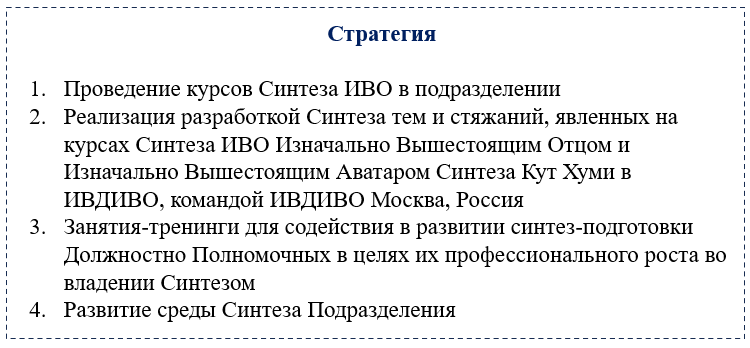 Стратегия
1. Проведение курсов Синтеза ИВО в подразделении
2. Реализация разработкой Синтеза тем и стяжаний, явленных на
курсах Синтеза ИВО Изначально Вышестоящим Отцом и
Изначально Вышестоящим Аватаром Синтеза Кут Хуми в
ИВДИВО, командой ИВДИВО Москва, Россия
3. Занятия-тренинги для содействия в развитии синтез-подготовки
Должностно Полномочных в целях их профессионального роста во
владении Синтезом
4. Развитие среды Синтеза Подразделения